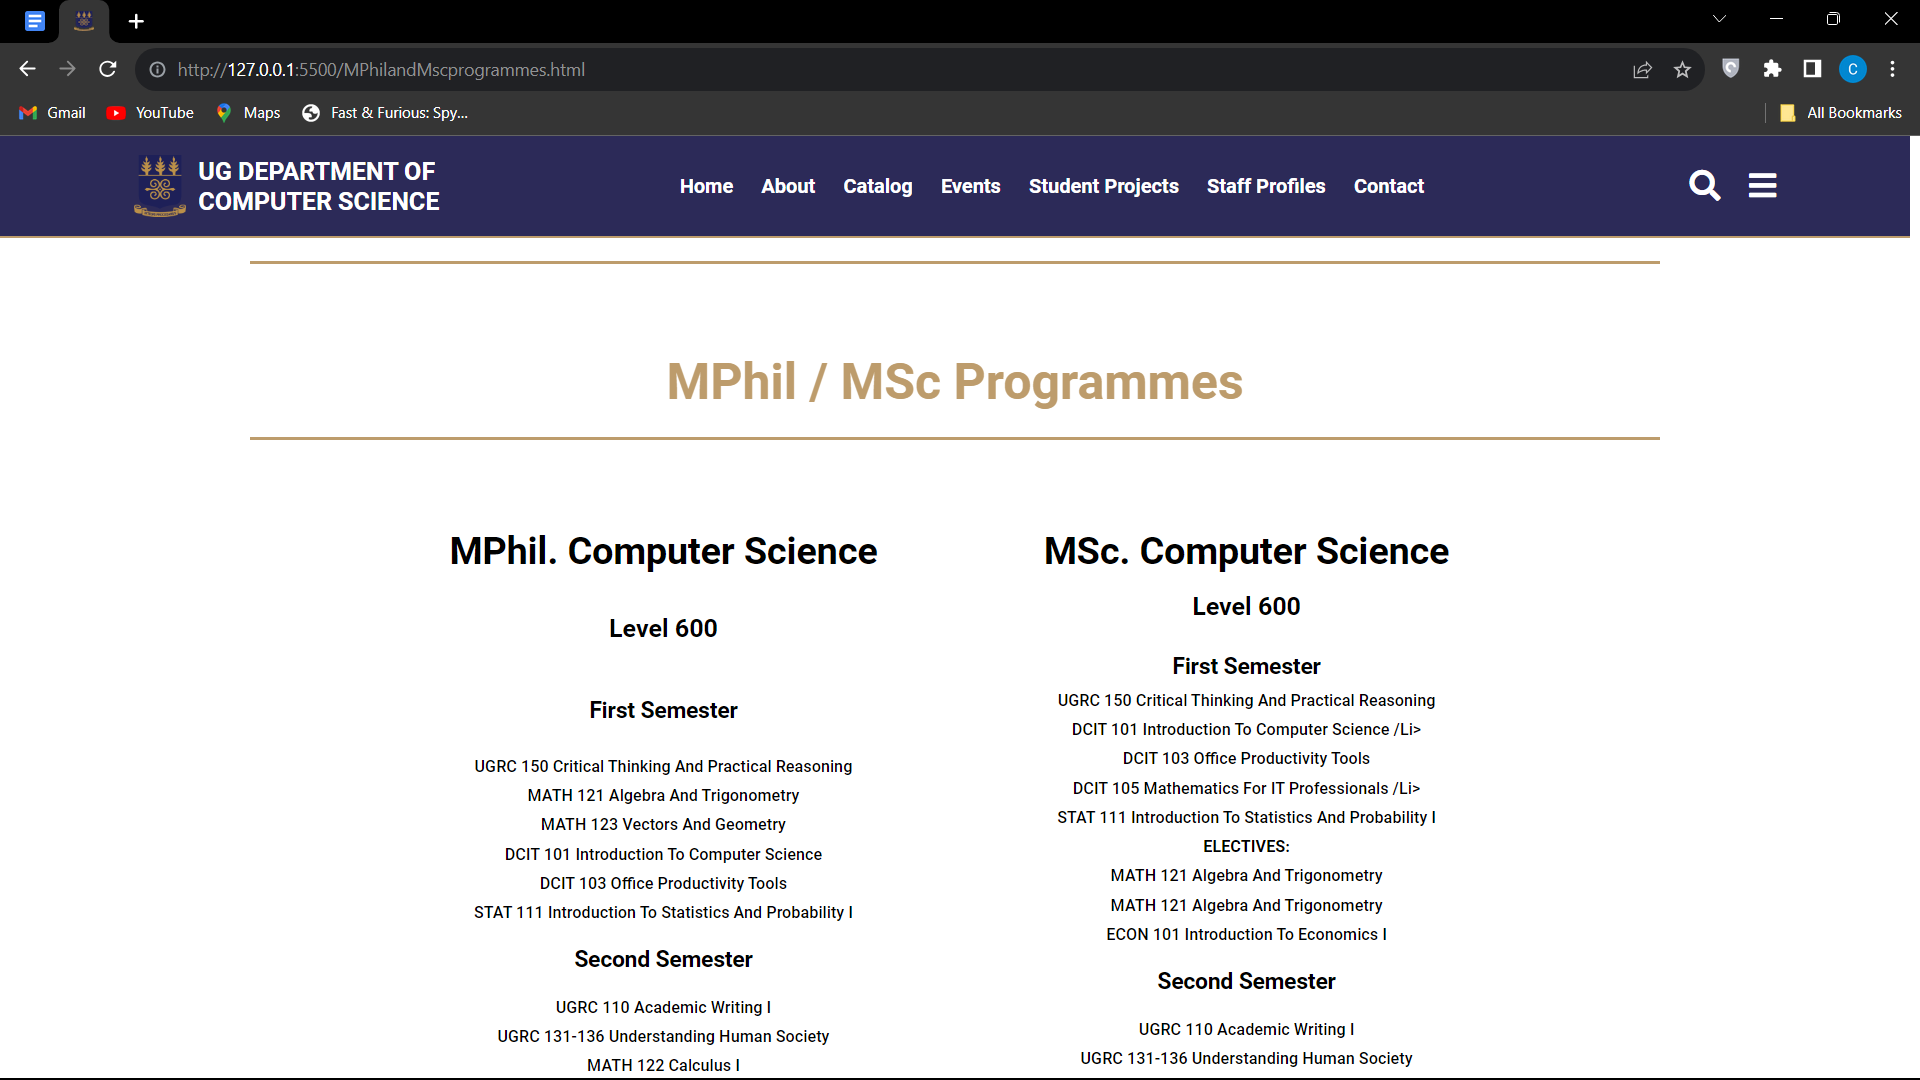 http://127.0.0.1:5500/MPhilandMscprogrammes.html
C
Gmail
YouTube
Maps
Fast & Furious: Spy...
All Bookmarks
UG DEPARTMENT OF
COMPUTER SCIENCE
Home
About
Catalog
Events
Student Projects
Staff Profiles
Contact
MPhil / MSc Programmes
MPhil. Computer Science
Level 600
First Semester
UGRC 150 Critical Thinking And Practical Reasoning
MATH 121 Algebra And Trigonometry
MATH 123 Vectors And Geometry
DCIT 101 Introduction To Computer Science
DCIT 103 Office Productivity Tools
STAT 111 Introduction To Statistics And Probability I
Second Semester
UGRC 110 Academic Writing I
UGRC 131-136 Understanding Human Society
MATH 122 Calculus I
MSc. Computer Science
Level 600
First Semester
UGRC 150 Critical Thinking And Practical Reasoning
DCIT 101 Introduction To Computer Science /Li>
DCIT 103 Office Productivity Tools
DCIT 105 Mathematics For IT Professionals /Li>
STAT 111 Introduction To Statistics And Probability I
ELECTIVES:
MATH 121 Algebra And Trigonometry
MATH 121 Algebra And Trigonometry
ECON 101 Introduction To Economics I
Second Semester
UGRC 110 Academic Writing I
UGRC 131-136 Understanding Human Society